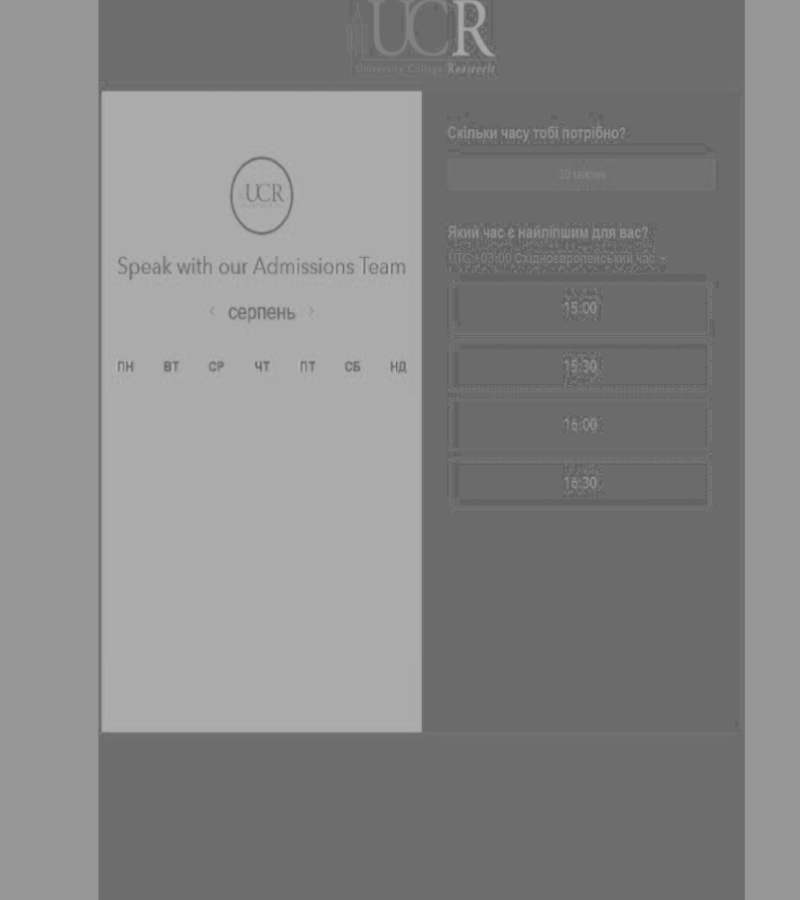 UCR
University College Roosevelt
UCR
Speak with our Admissions Team
< серпень >
ПН ВТ СР ЧТ ПТ СБ НД
Скільки часу тобі потрібно?
30 минин
Який час є найліпшим для вас?
UTC +03:00 Східноєвропейський час
15:00
15:30
16:00
16:30